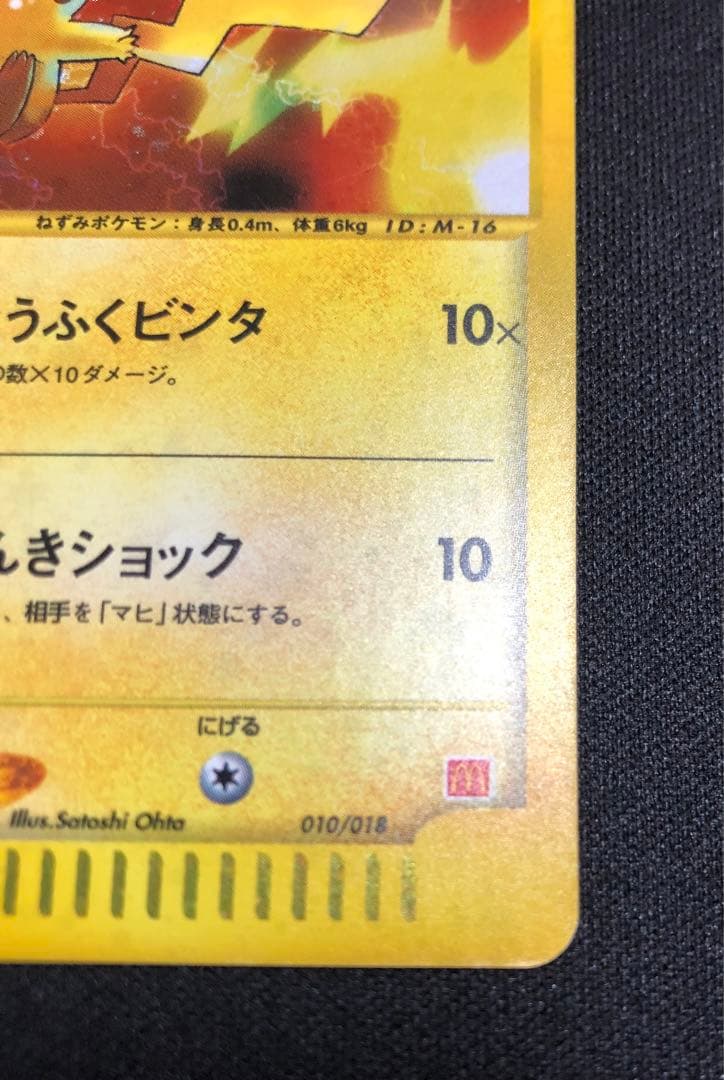 ねずみポケモン：身長0.4m、体重6kg ID：M-16
うふくビンタ 10×
数×10ダメージ。
んきショック 10
、相手を「マヒ」状態にする。
にげる
Illus.Satoshi Ohta 010/018